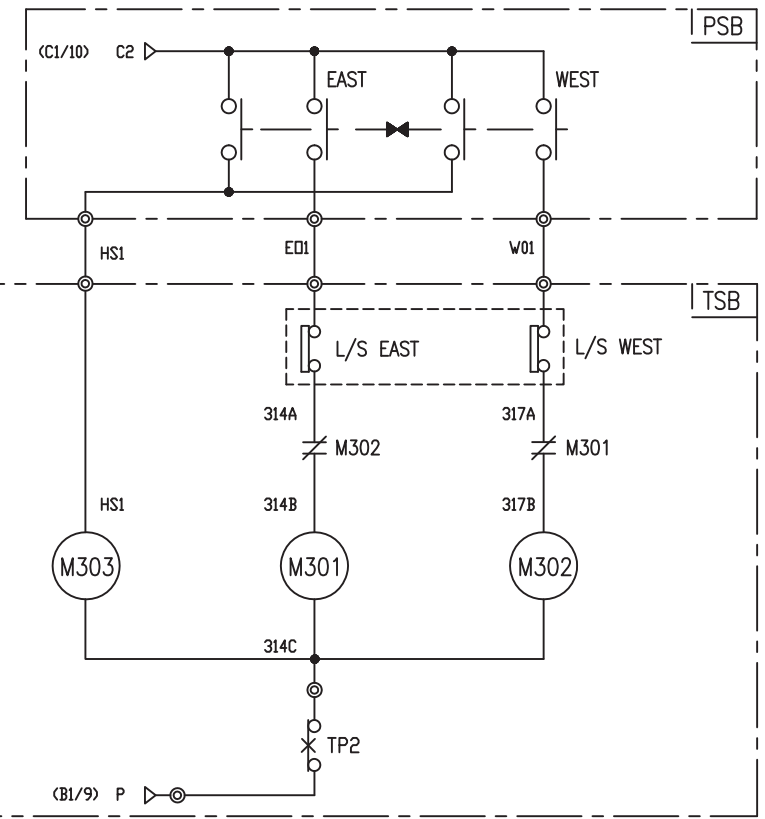 PSB
(C1/10) C2
EAST
WEST
HS1
E01
W01
TSB
L/S EAST
L/S WEST
314A
317A
M302
M301
HS1
314B
317B
M303
M301
M302
314C
TP2
(B1/9) P